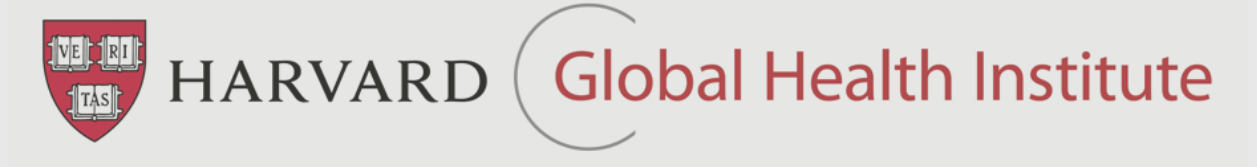 VE RI
TAS
HARVARD Global Health Institute